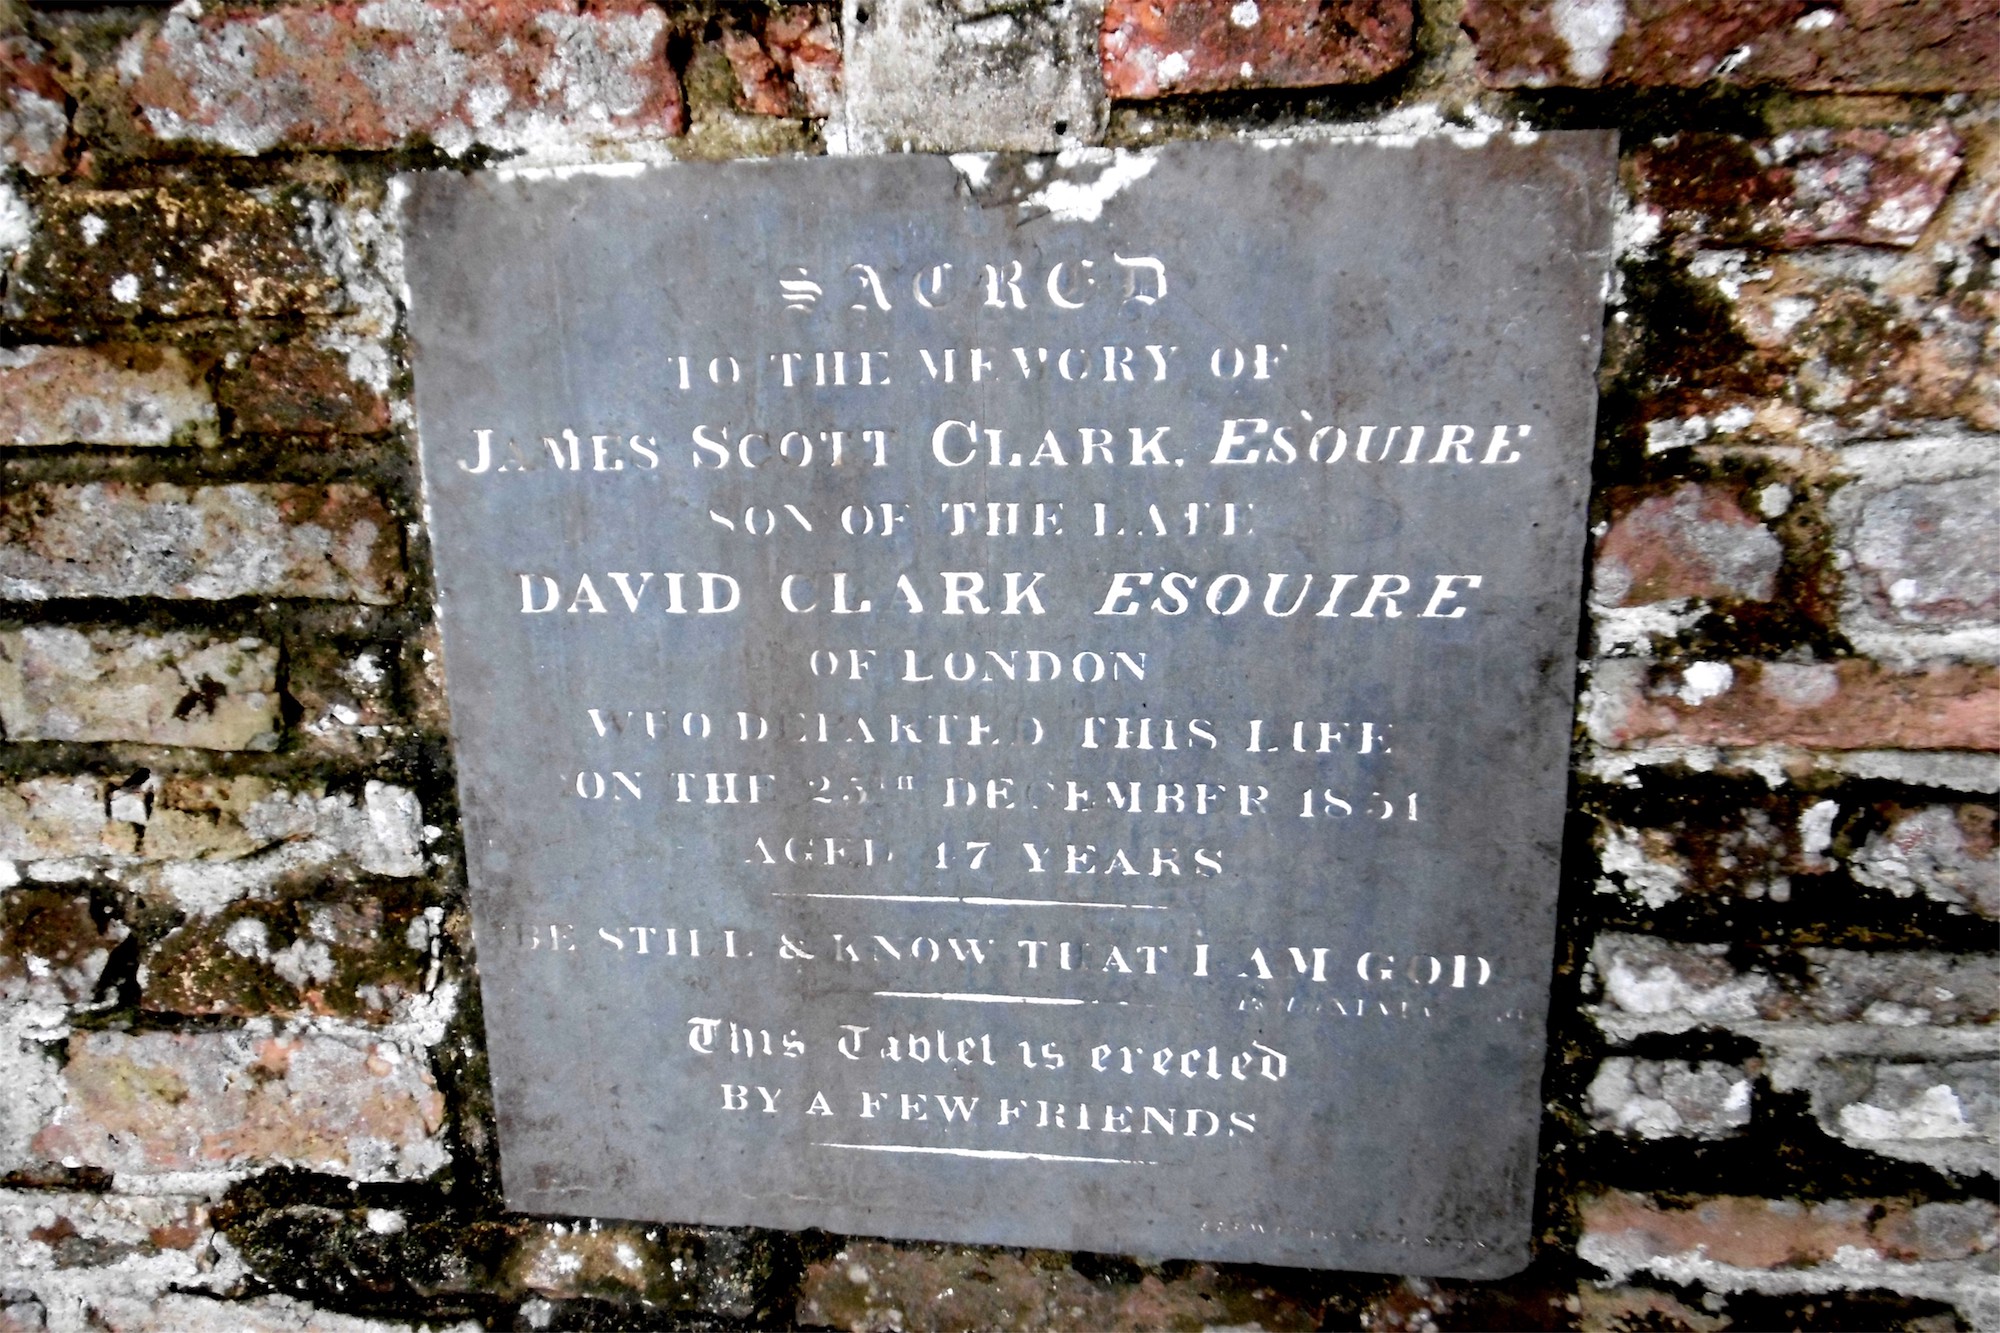 SACRED
TO THE MEMORY OF
JAMES SCOTT CLARK, ESQUIRE
SON OF THE LATE
DAVID CLARK ESQUIRE
OF LONDON
WHO DEPARTED THIS LIFE
ON THE 25TH DECEMBER 1851
AGED 47 YEARS
BE STILL & KNOW THAT I AM GOD
This Tablet is erected
BY A FEW FRIENDS